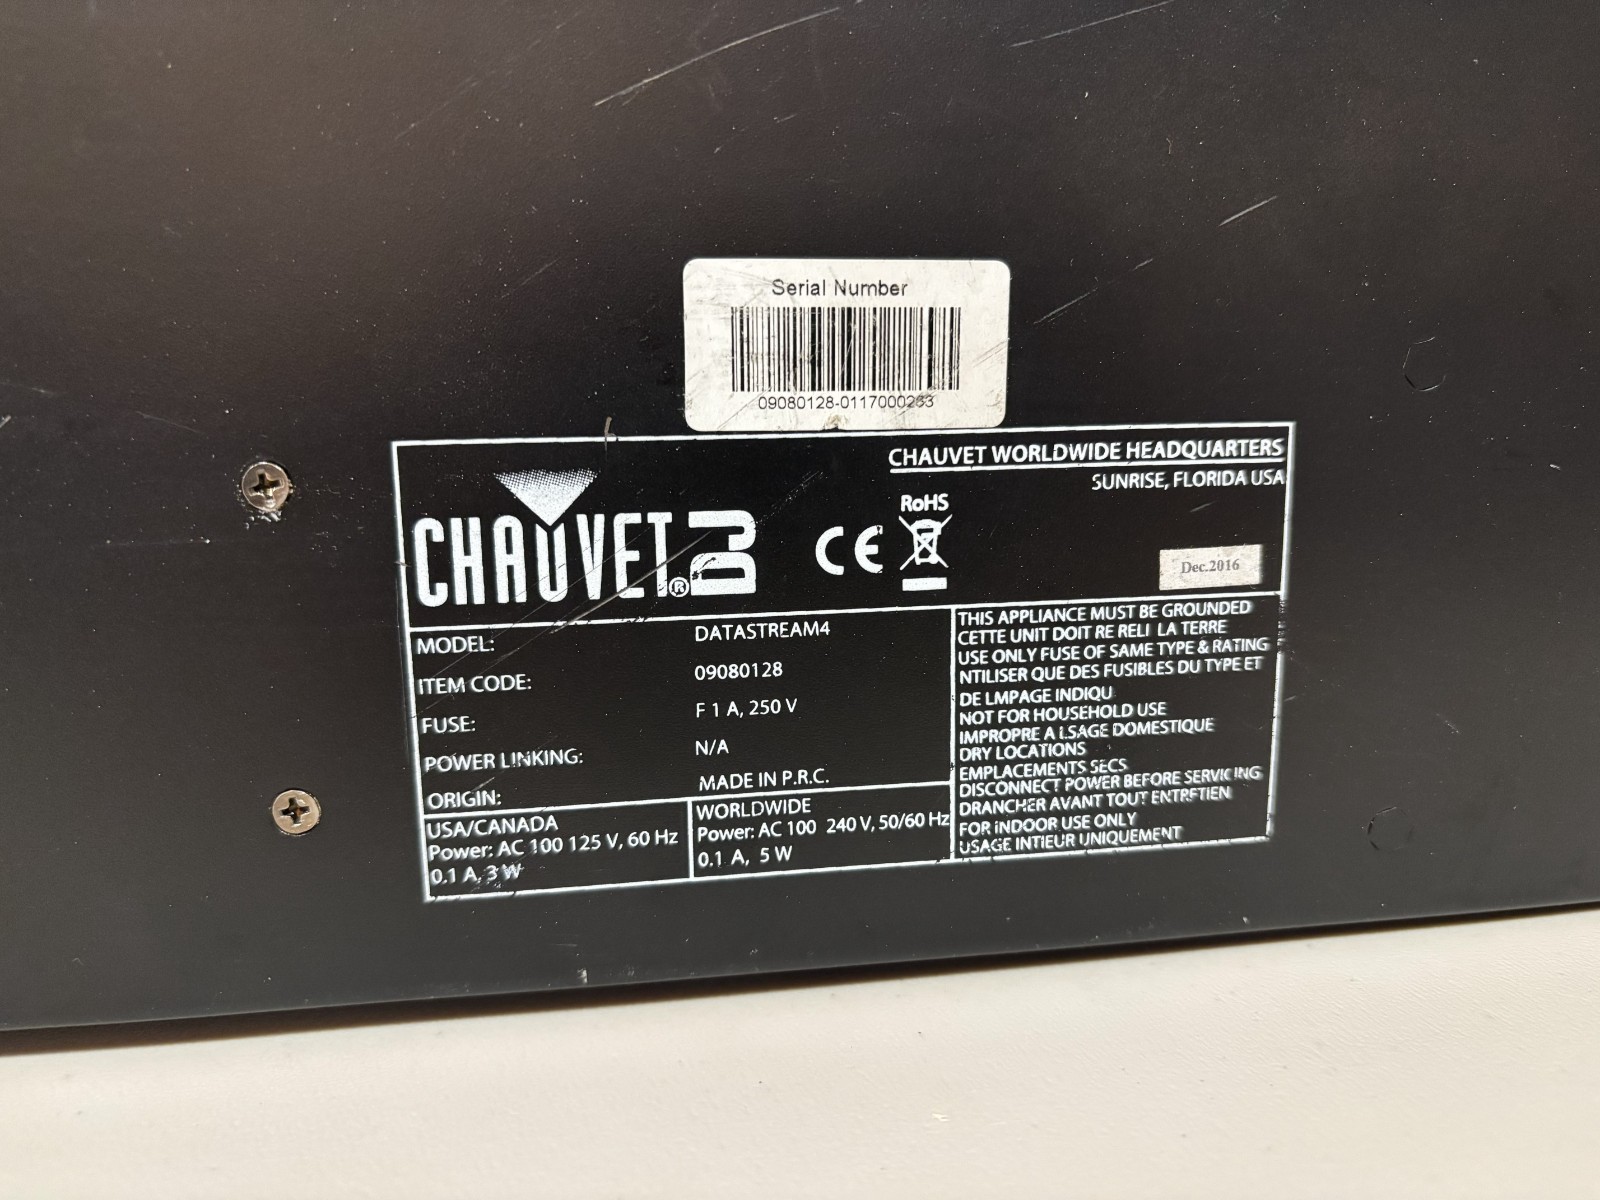 Serial Number
09080128-0117000233
CHAUVET WORLDWIDE HEADQUARTERS
SUNRISE, FLORIDA USA
CHAUVET® DJ
CE
RoHS
Dec.2016
MODEL: DATASTREAM4
ITEM CODE: 09080128
FUSE: F 1 A, 250 V
POWER LINKING: N/A
ORIGIN: MADE IN P.R.C.
USA/CANADA
Power: AC 100 125 V, 60 Hz
0.1 A, 3 W
WORLDWIDE
Power: AC 100 240 V, 50/60 Hz
0.1 A, 5 W
THIS APPLIANCE MUST BE GROUNDED
CETTE UNIT DOIT RE RELI LA TERRE
USE ONLY FUSE OF SAME TYPE & RATING
NTILISER QUE DES FUSIBLES DU TYPE ET
DE LMPAGE INDIQU
NOT FOR HOUSEHOLD USE
IMPROPRE A LSAGE DOMESTIQUE
DRY LOCATIONS
EMPLACEMENTS SECS
DISCONNECT POWER BEFORE SERVICING
DRANCHER AVANT TOUT ENTRETIEN
FOR INDOOR USE ONLY
USAGE INTIEUR UNIQUEMENT